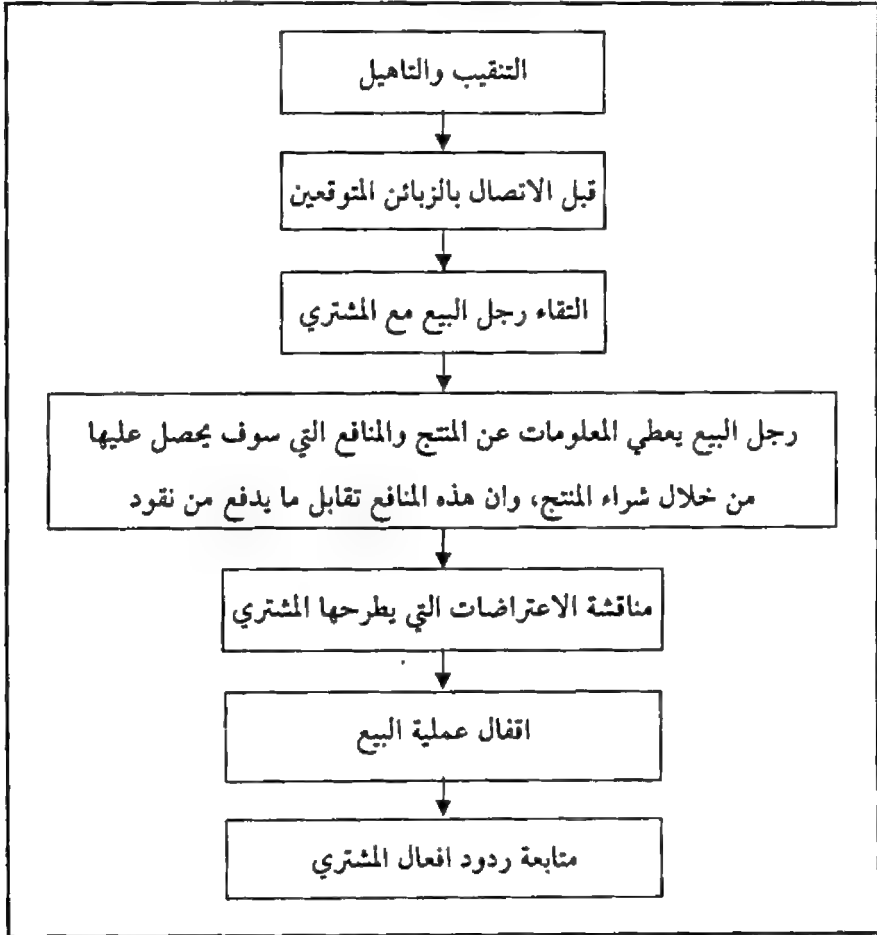 التنقيب والتاهيل
قبل الاتصال بالزبائن المتوقعين
التقاء رجل البيع مع المشتري
رجل البيع يعطي المعلومات عن المنتج والمنافع التي سوف يحصل عليها
من خلال شراء المنتج، وان هذه المنافع تقابل ما يدفع من نقود
مناقشة الاعتراضات التي يطرحها المشتري
اقفال عملية البيع
متابعة ردود افعال المشتري